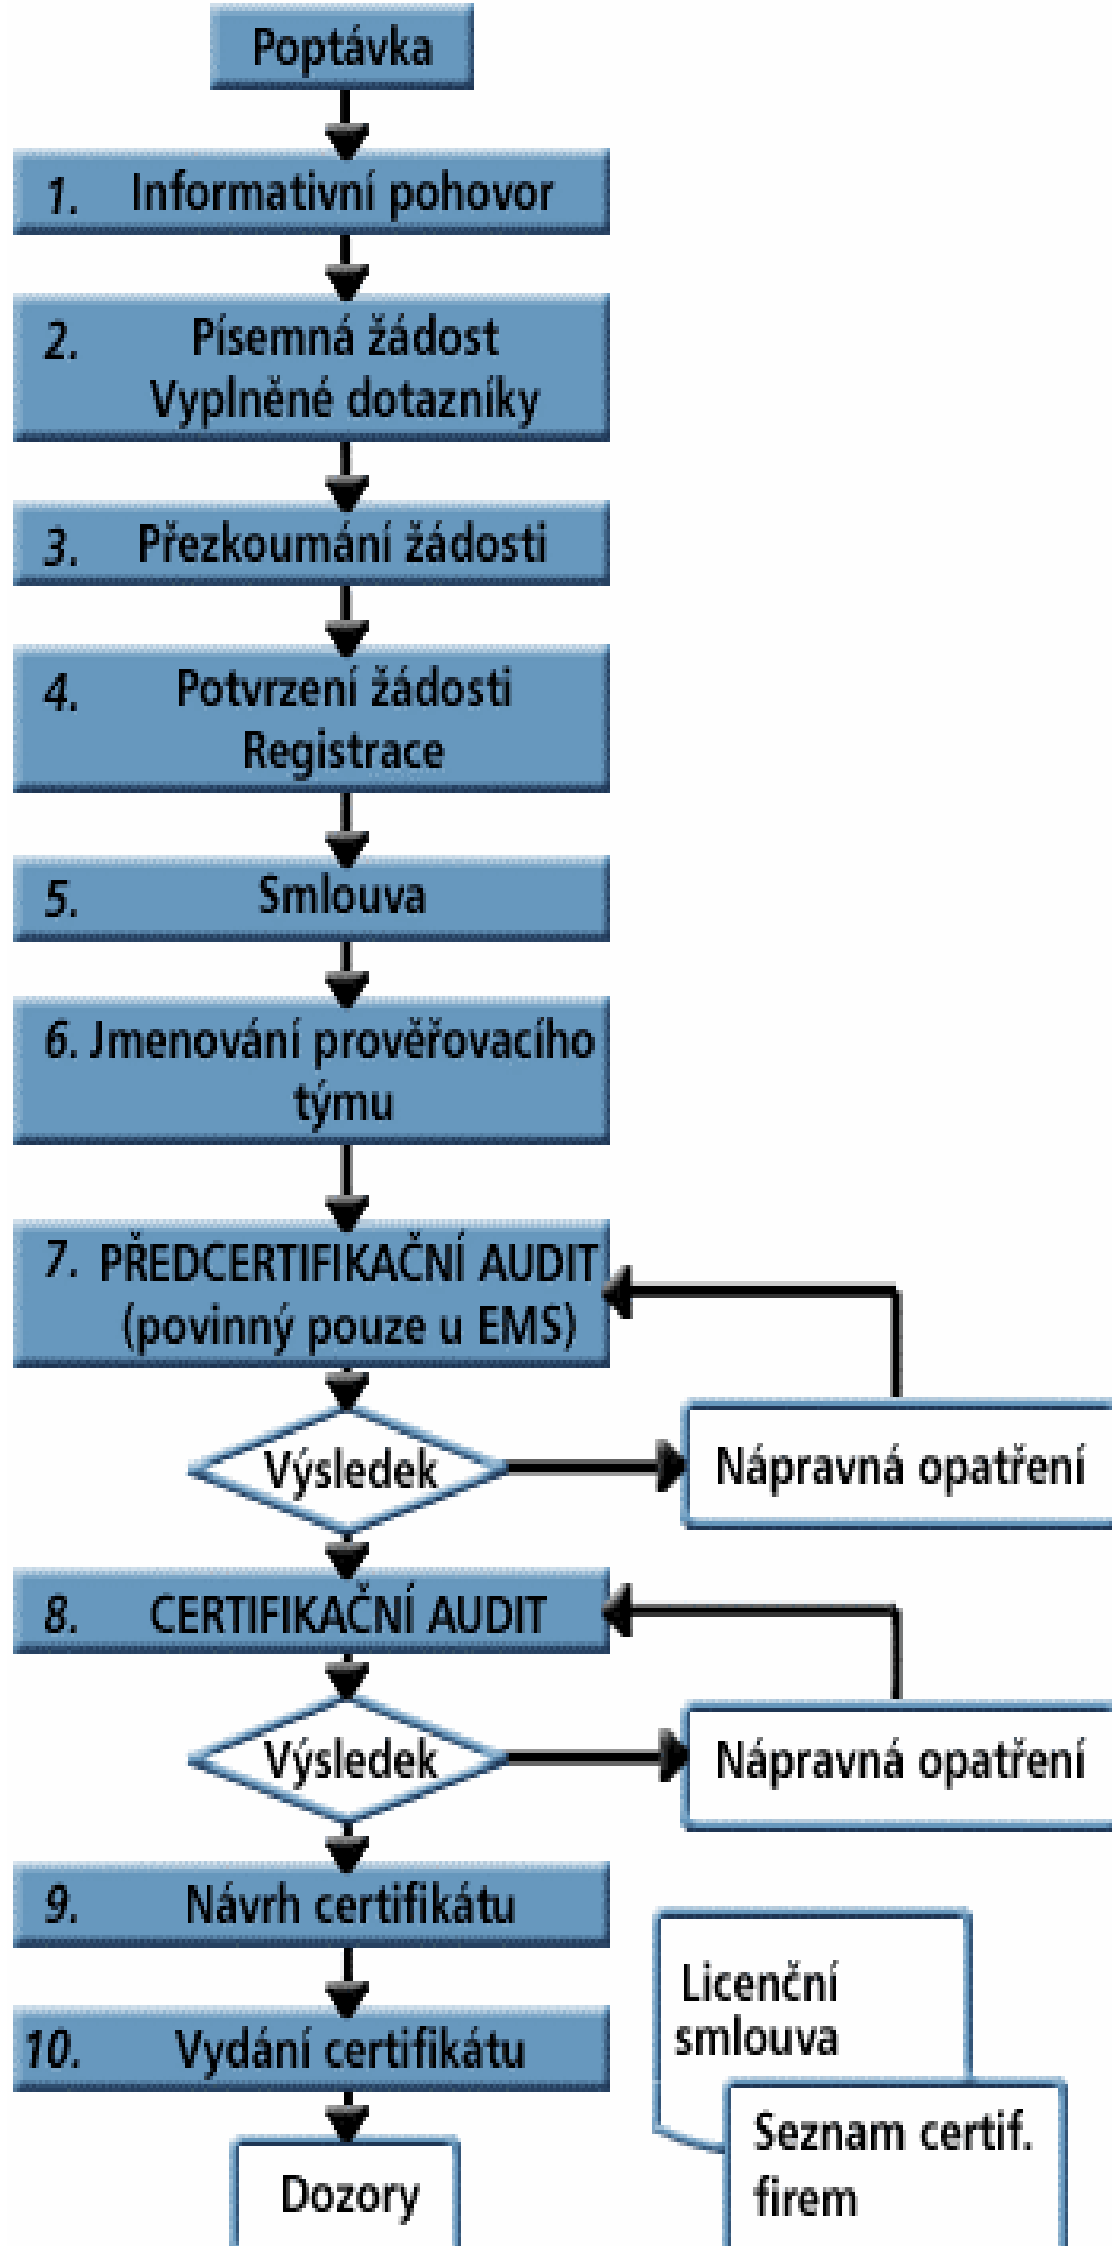 Poptávka
1. Informativní pohovor
2. Písemná žádost
Vyplněné dotazníky
3. Přezkoumání žádosti
4. Potvrzení žádosti
Registrace
5. Smlouva
6. Jmenování prověřovacího
týmu
7. PŘEDCERTIFIKAČNÍ AUDIT
(povinný pouze u EMS)
Výsledek
Nápravná opatření
8. CERTIFIKAČNÍ AUDIT
Výsledek
Nápravná opatření
9. Návrh certifikátu
10. Vydání certifikátu
Licenční
smlouva
Seznam certif.
firem
Dozory